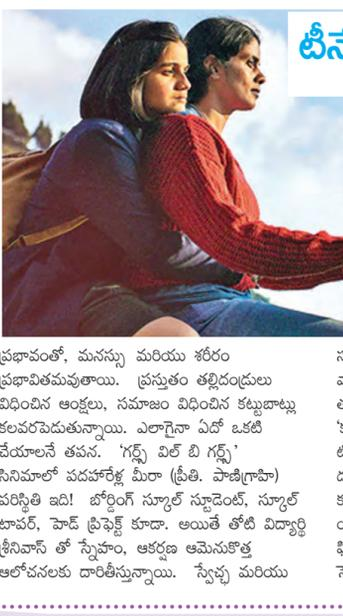 టీనే
ప్రభావంతో, మనస్సు మరియు శరీరం
ప్రభావితమవుతాయి. ప్రస్తుతం తల్లిదండ్రులు
విధించిన ఆంక్షలు, సమాజం విధించిన కట్టుబాట్లు
కలవరపెడుతున్నాయి. ఎలాగైనా ఏదో ఒకటి
చేయాలనే తపన. ‘గర్ల్స్ విల్ బి గర్ల్స్’
సినిమాలో పదహారేళ్ల మీరా (ప్రీతి. పాణిగ్రాహి)
పరిస్థితి ఇది! బోర్డింగ్ స్కూల్ స్టూడెంట్, స్కూల్
టాపర్, హెడ్ ప్రిఫెక్ట్ కూడా. అయితే తోటి విద్యార్థి
శ్రీనివాస్ తో స్నేహం, ఆకర్షణ ఆమెనుకొత్త
ఆలోచనలకు దారితీస్తున్నాయి. స్వేచ్ఛ మరియు